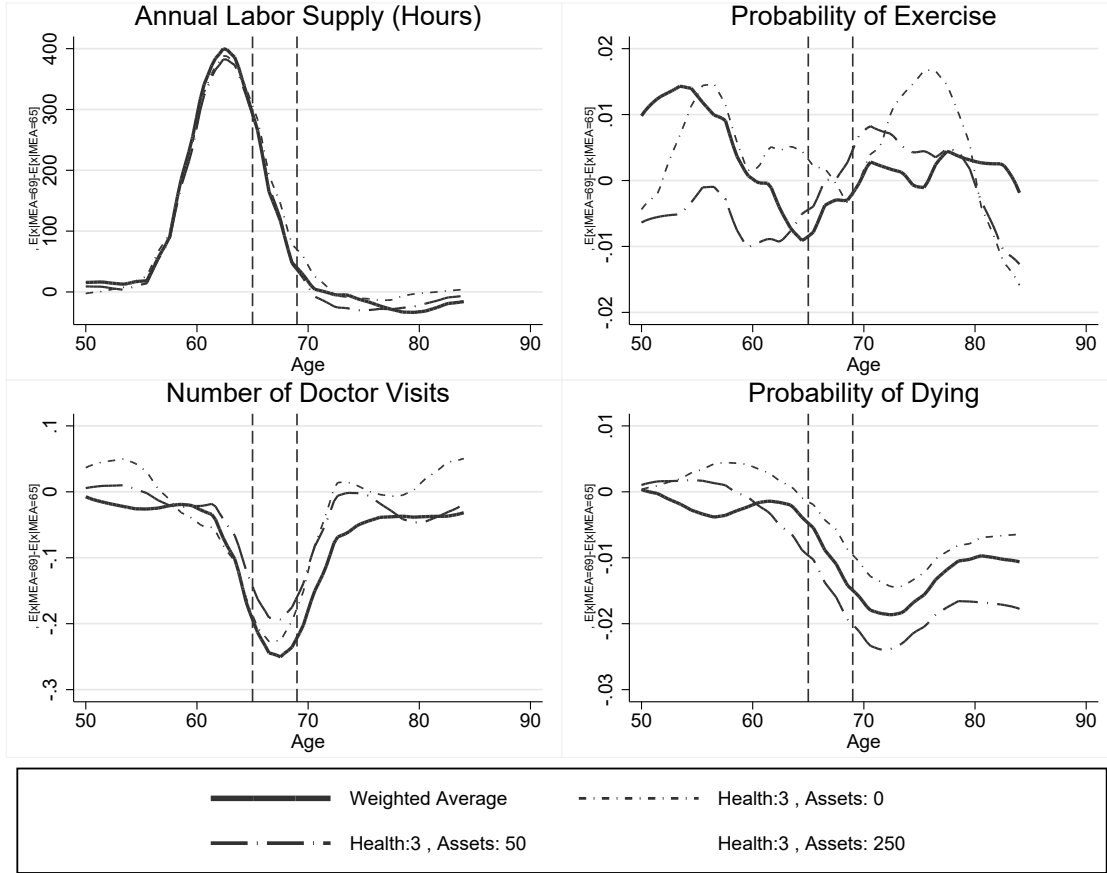 Annual Labor Supply (Hours)
, E[x|MEA=69]-E[x|MEA=65]
400
300
200
100
0
50 60 70 80 90
Age
Probability of Exercise
, E[x|MEA=69]-E[x|MEA=65]
.02
.01
0
-.01
-.02
50 60 70 80 90
Age
Number of Doctor Visits
, E[x|MEA=69]-E[x|MEA=65]
.1
0
-.1
-.2
-.3
50 60 70 80 90
Age
Probability of Dying
, E[x|MEA=69]-E[x|MEA=65]
.01
0
-.01
-.02
-.03
50 60 70 80 90
Age
Weighted Average
Health:3 , Assets: 0
Health:3 , Assets: 50
Health:3 , Assets: 250